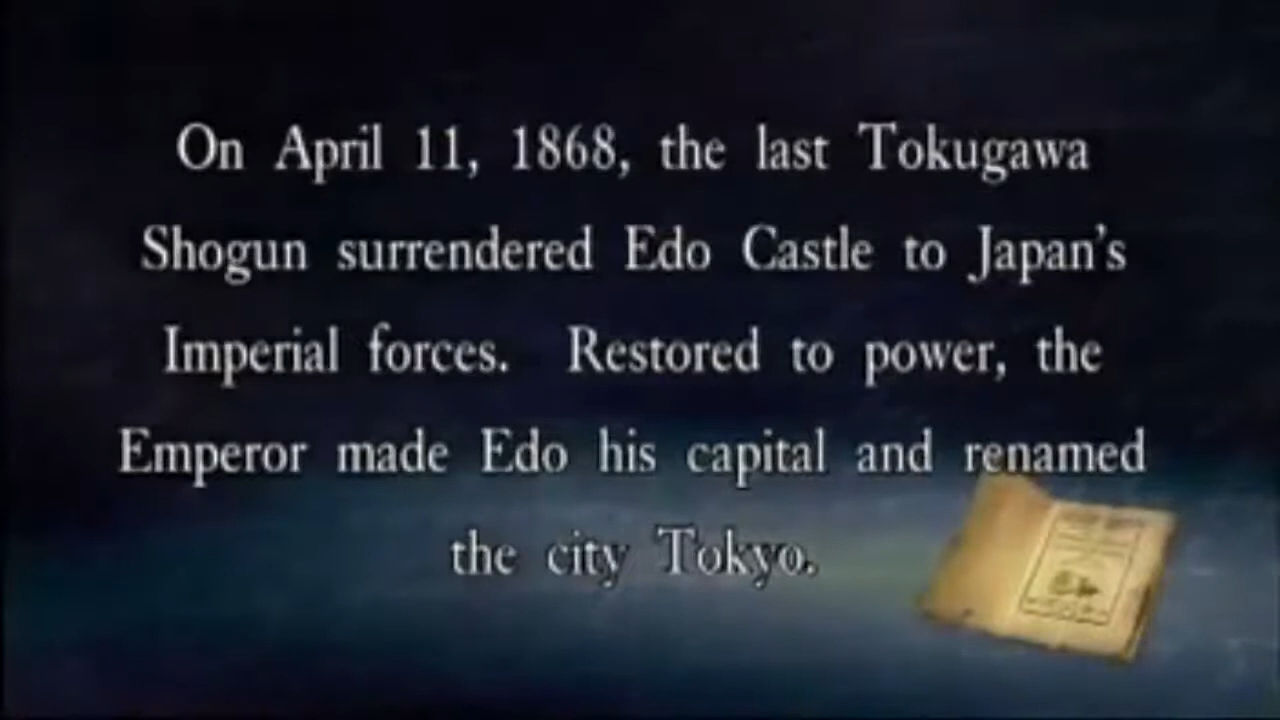 On April 11, 1868, the last Tokugawa
Shogun surrendered Edo Castle to Japan's
Imperial forces. Restored to power, the
Emperor made Edo his capital and renamed
the city Tokyo.